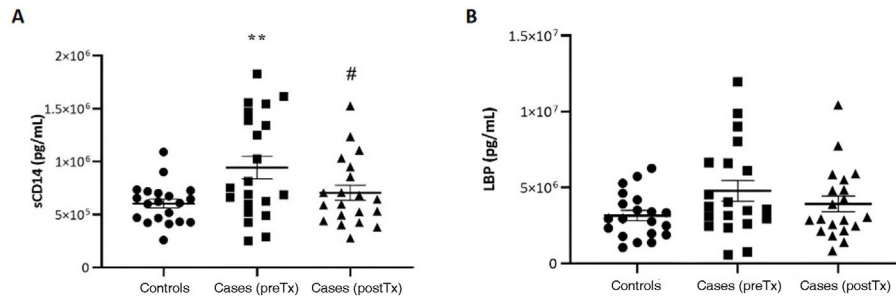 A
sCD14 (pg/mL)
2×10⁶
1.5×10⁶
1×10⁶
5×10⁵
0
**
#
Controls
Cases (preTx)
Cases (postTx)
B
LBP (pg/mL)
1.5×10⁷
1×10⁷
5×10⁶
0
Controls
Cases (preTx)
Cases (postTx)